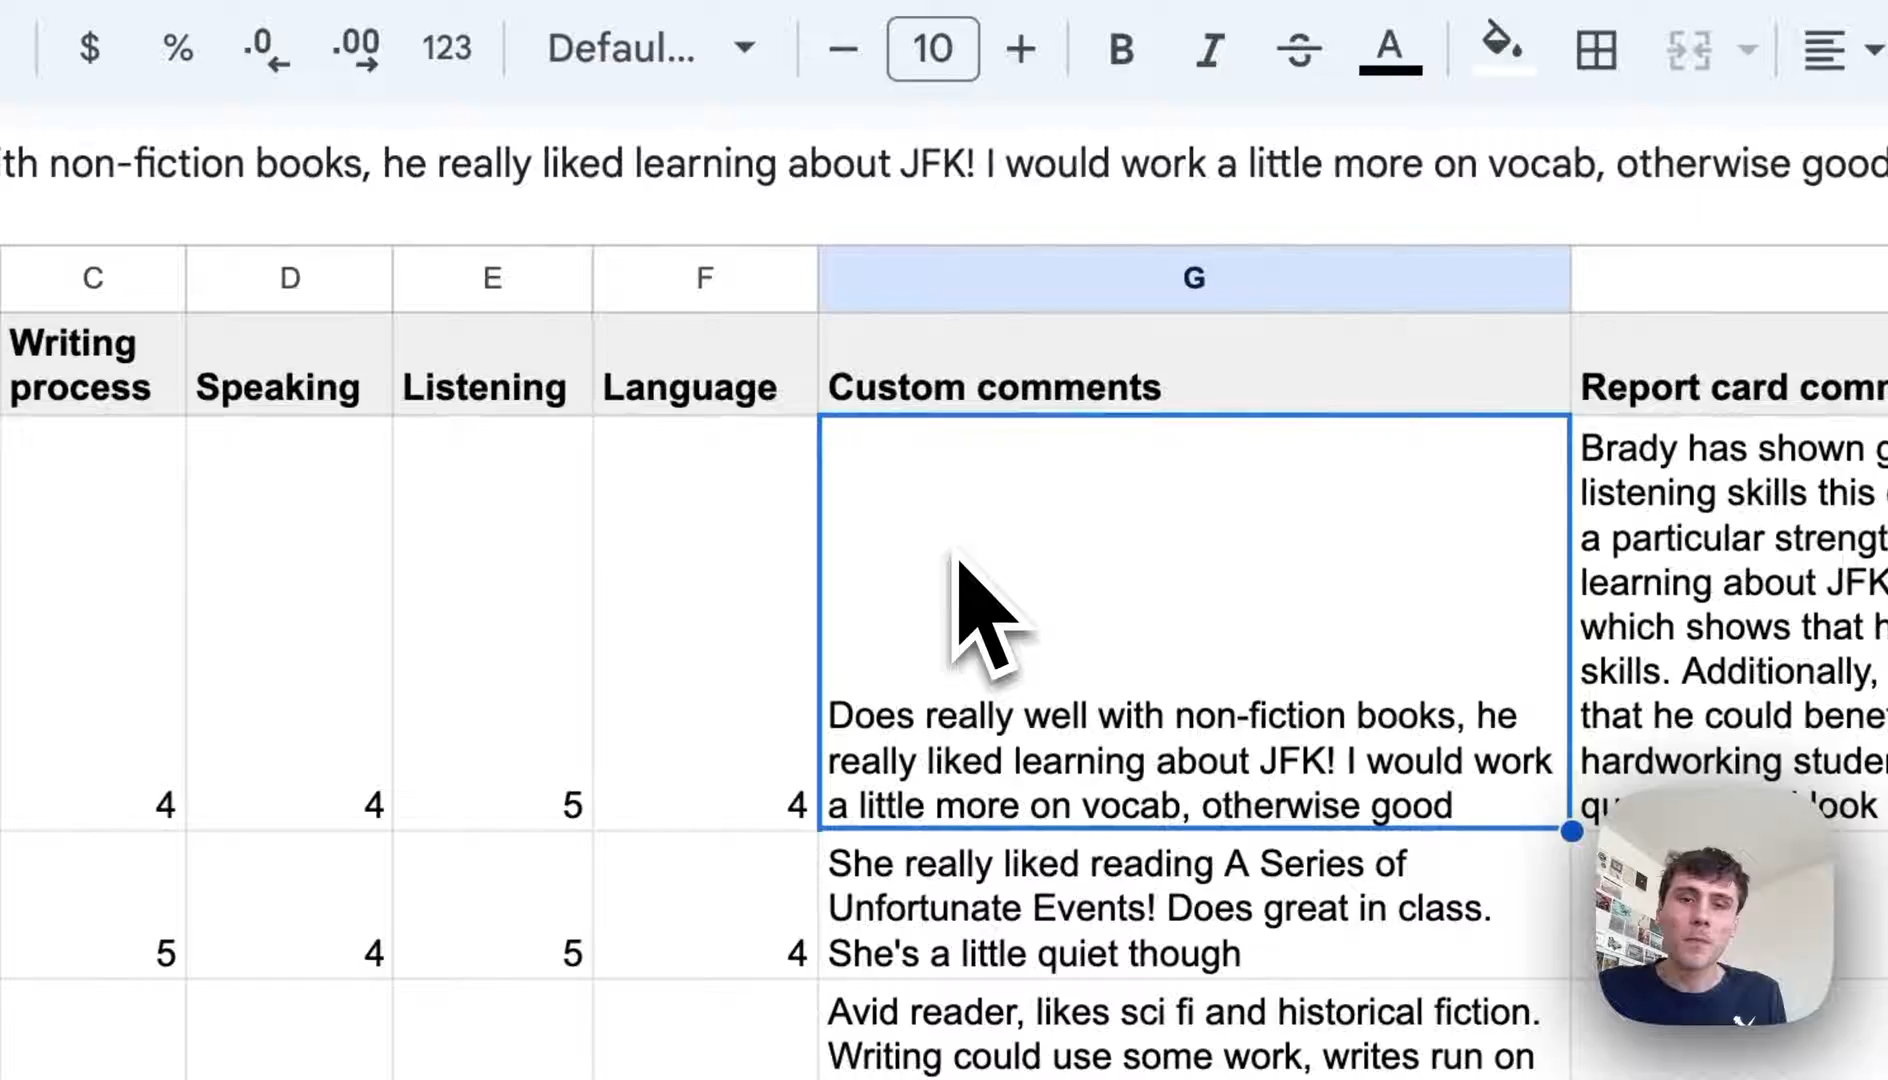 $ % .0 .00 123 Defaul... 10 B I A
ith non-fiction books, he really liked learning about JFK! I would work a little more on vocab, otherwise good
C D E F G
Writing process Speaking Listening Language Custom comments Report card
Brady has shown
listening skills this
a particular
learning about JFK
which shows that
skills. Additionally,
that he could
hardworking
look
4 4 5 4
Does really well with non-fiction books, he
really liked learning about JFK! I would work
a little more on vocab, otherwise good
5 4 5 4
She really liked reading A Series of
Unfortunate Events! Does great in class.
She's a little quiet though
Avid reader, likes sci fi and historical fiction.
Writing could use some work, writes run on